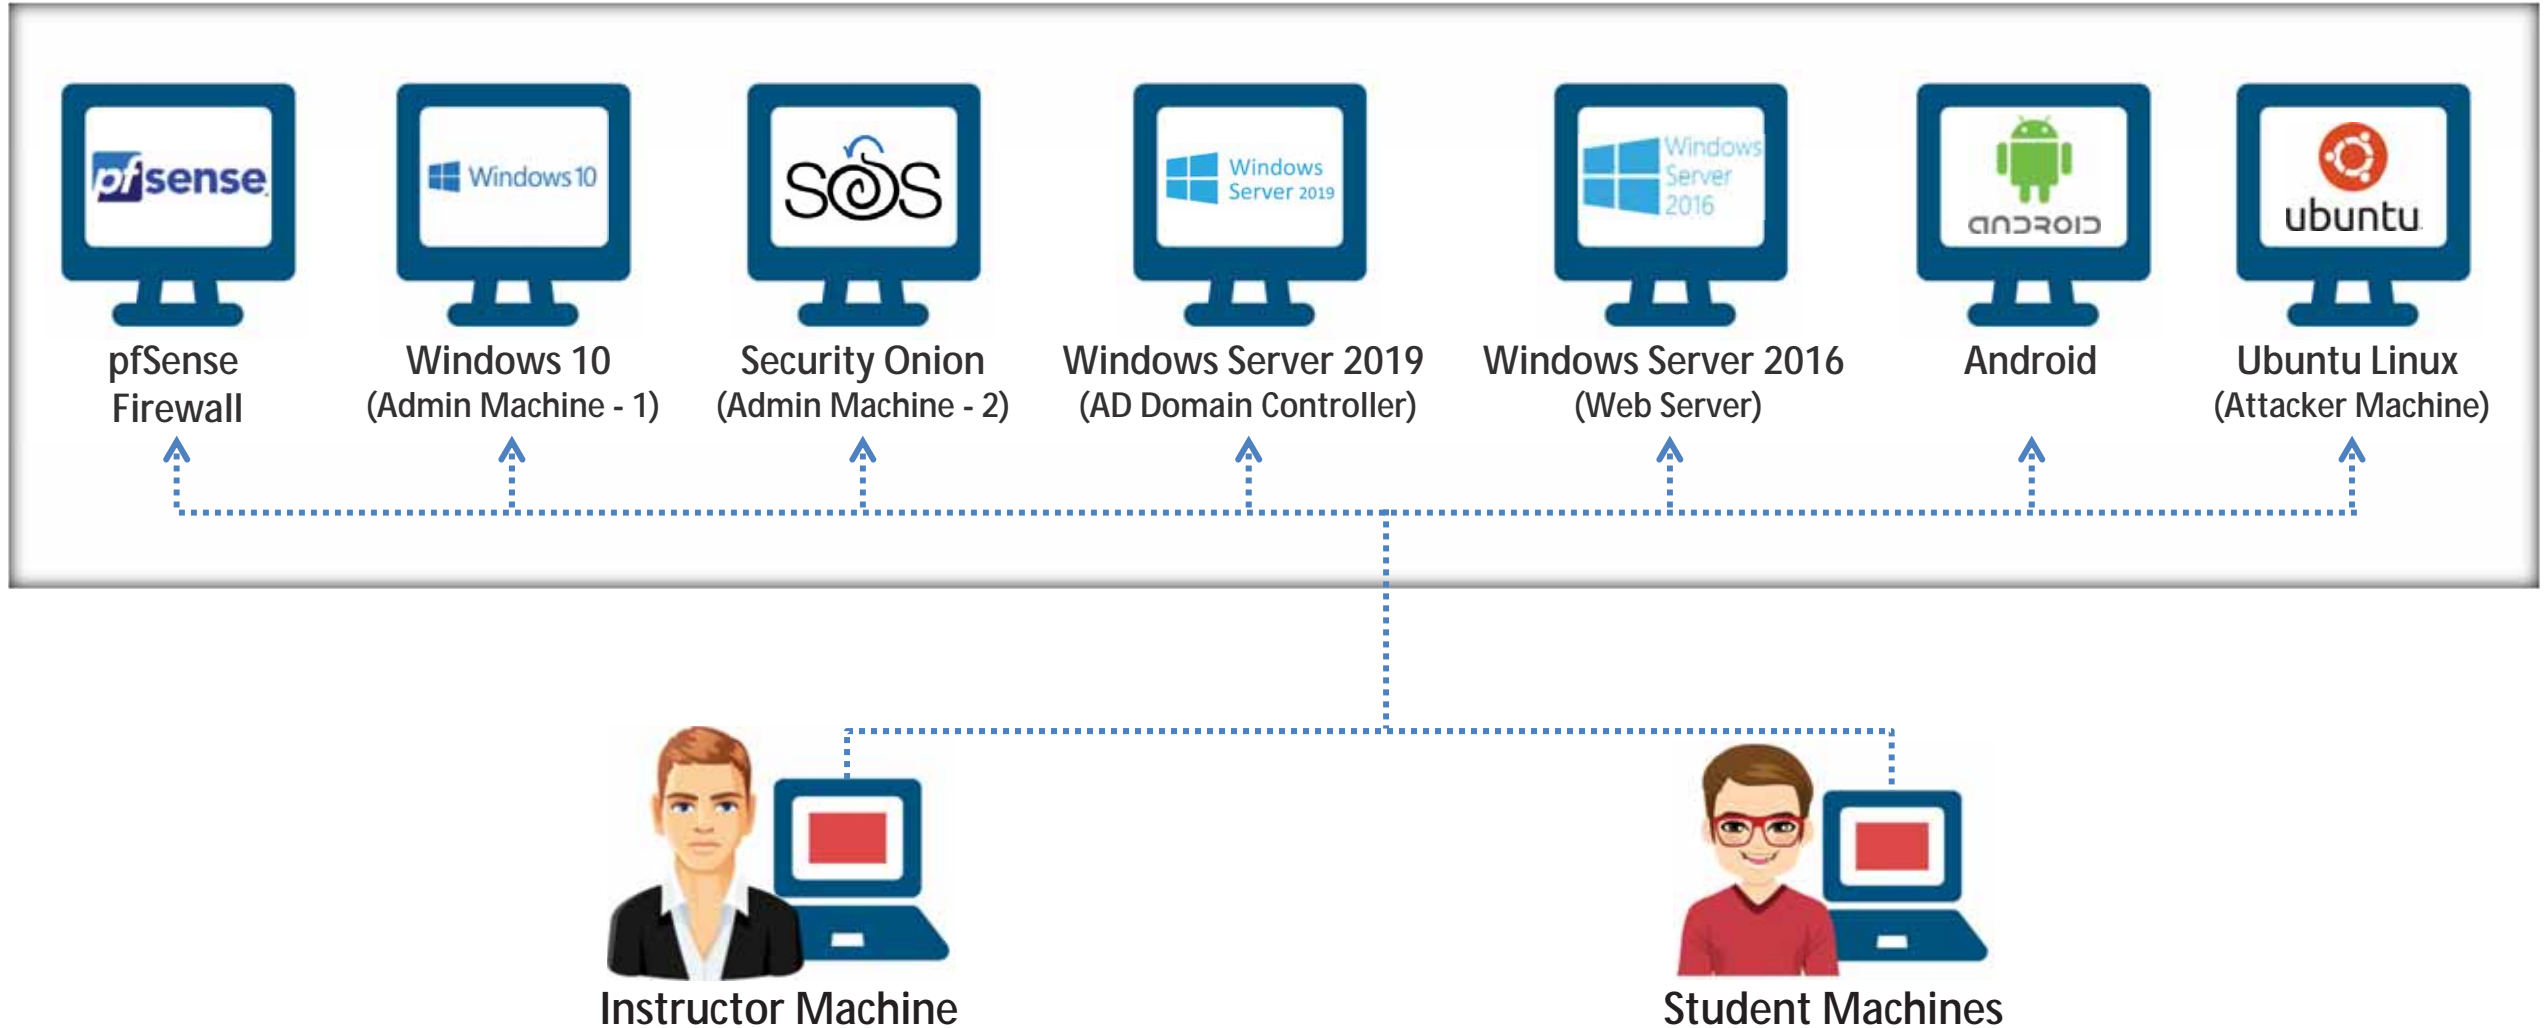 pfsense
Windows 10
SOS
Windows
Server 2019
Windows
Server
2016
android
ubuntu
pfSense
Firewall
Windows 10
(Admin Machine - 1)
Security Onion
(Admin Machine - 2)
Windows Server 2019
(AD Domain Controller)
Windows Server 2016
(Web Server)
Android
Ubuntu Linux
(Attacker Machine)
Instructor Machine
Student Machines